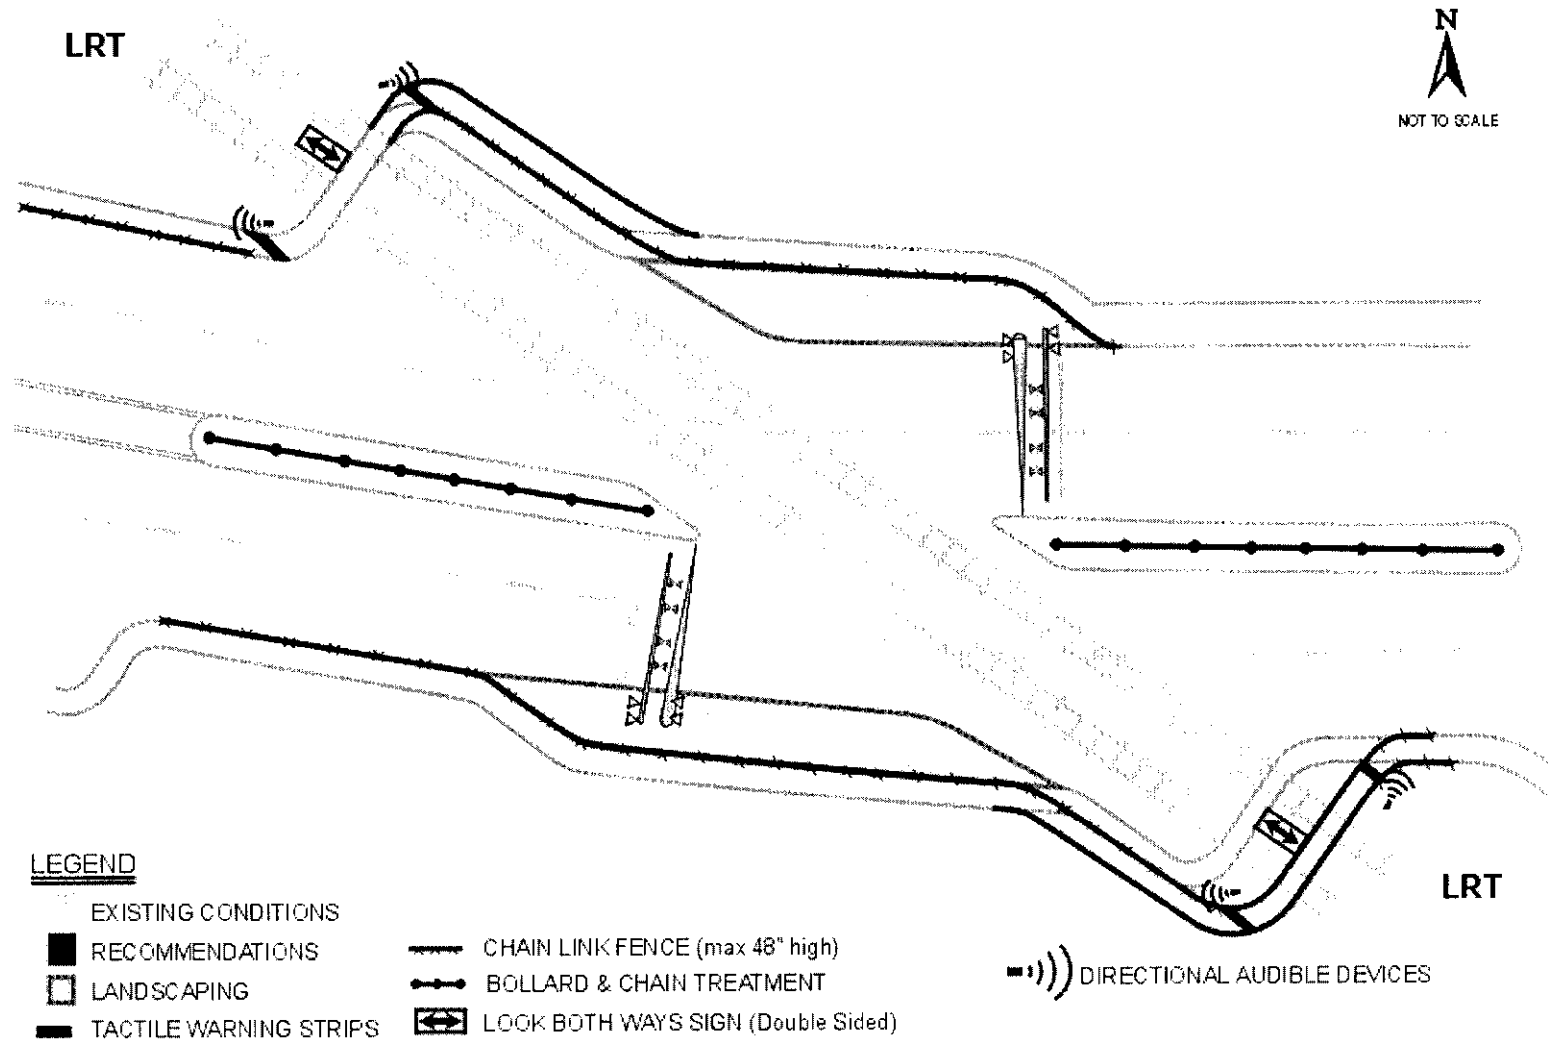 LRT
N
NOT TO SCALE
LRT
LEGEND
EXISTING CONDITIONS
RECOMMENDATIONS
LANDSCAPING
TACTILE WARNING STRIPS
CHAIN LINK FENCE (max 48" high)
BOLLARD & CHAIN TREATMENT
LOOK BOTH WAYS SIGN (Double Sided)
DIRECTIONAL AUDIBLE DEVICES